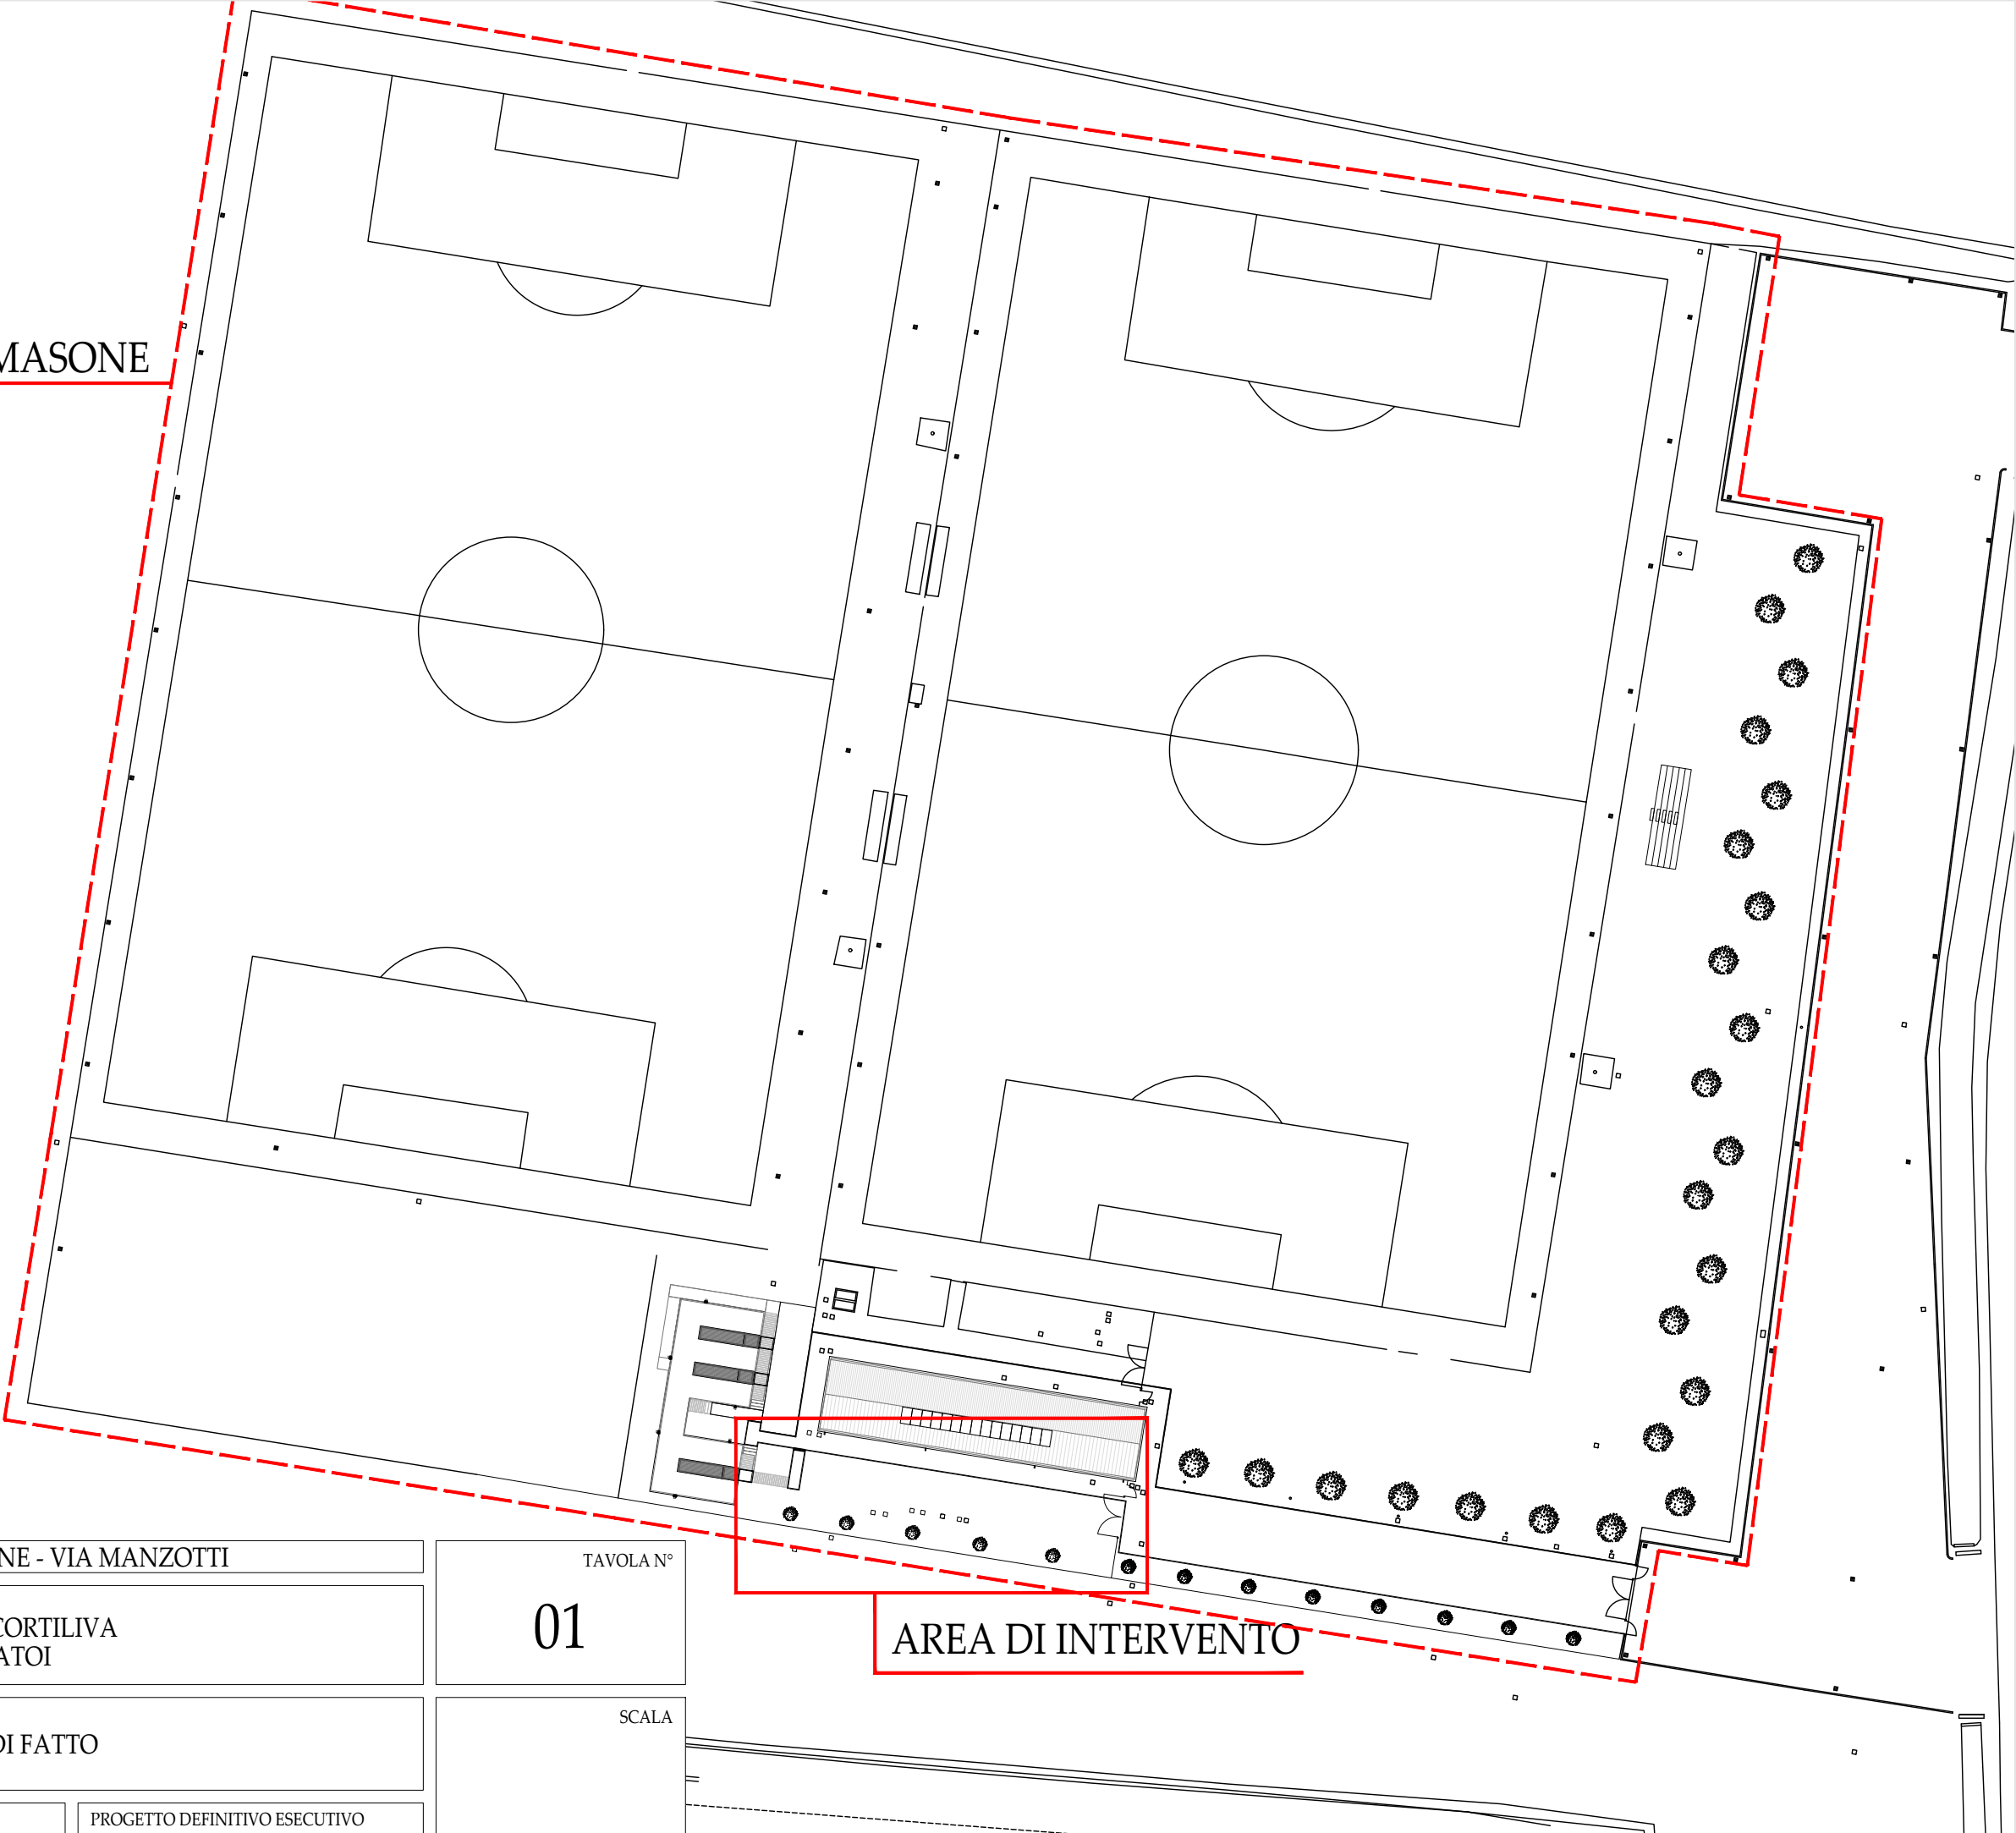 MASONE
NE - VIA MANZOTTI
CORTILIVA
ATOI
DI FATTO
PROGETTO DEFINITIVO ESECUTIVO
TAVOLA N°
01
SCALA
AREA DI INTERVENTO